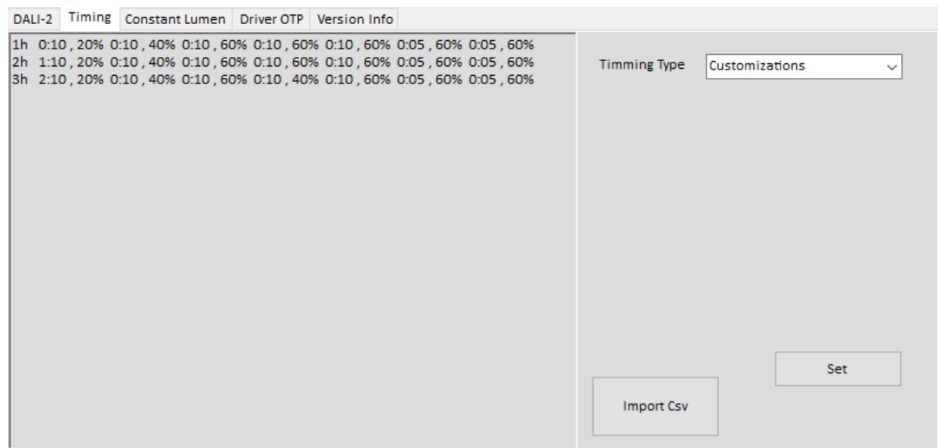 DALI-2 Timing Constant Lumen Driver OTP Version Info
1h 0:10 , 20% 0:10 , 40% 0:10 , 60% 0:10 , 60% 0:10 , 60% 0:05 , 60% 0:05 , 60%
2h 1:10 , 20% 0:10 , 40% 0:10 , 60% 0:10 , 60% 0:10 , 60% 0:05 , 60% 0:05 , 60%
3h 2:10 , 20% 0:10 , 40% 0:10 , 60% 0:10 , 40% 0:10 , 60% 0:05 , 60% 0:05 , 60%
Timming Type Customizations
Set
Import Csv